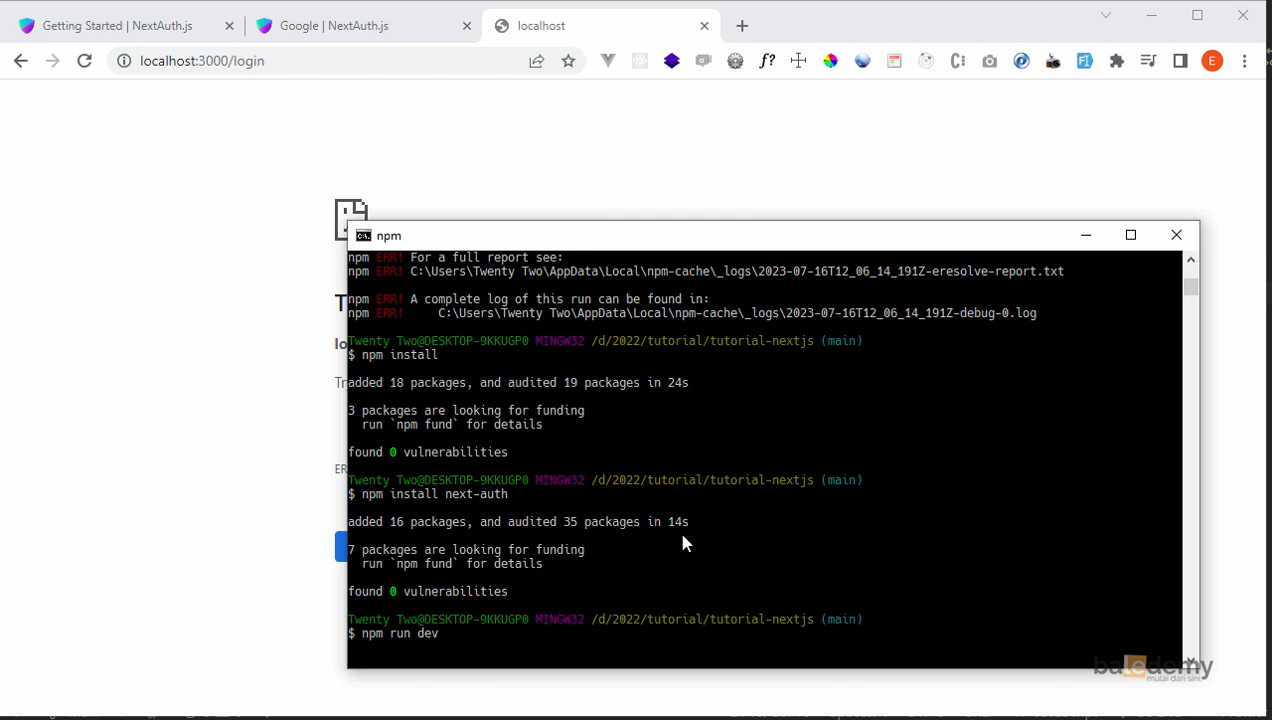 Getting Started | NextAuth.js
Google | NextAuth.js
localhost
localhost:3000/login
f?
FI
E
npm
npm ERR! For a full report see:
npm ERR! C:\Users\Twenty Two\AppData\Local\npm-cache\_logs\2023-07-16T12_06_14_191Z-eresolve-report.txt
npm ERR! A complete log of this run can be found in:
npm ERR!     C:\Users\Twenty Two\AppData\Local\npm-cache\_logs\2023-07-16T12_06_14_191Z-debug-0.log
Twenty Two@DESKTOP-9KKUGP0 MINGW32 /d/2022/tutorial/tutorial-nextjs (main)
$ npm install
added 18 packages, and audited 19 packages in 24s
3 packages are looking for funding
  run `npm fund` for details
found 0 vulnerabilities
Twenty Two@DESKTOP-9KKUGP0 MINGW32 /d/2022/tutorial/tutorial-nextjs (main)
$ npm install next-auth
added 16 packages, and audited 35 packages in 14s
7 packages are looking for funding
  run `npm fund` for details
found 0 vulnerabilities
Twenty Two@DESKTOP-9KKUGP0 MINGW32 /d/2022/tutorial/tutorial-nextjs (main)
$ npm run dev
baledemy
mulai dari sini.